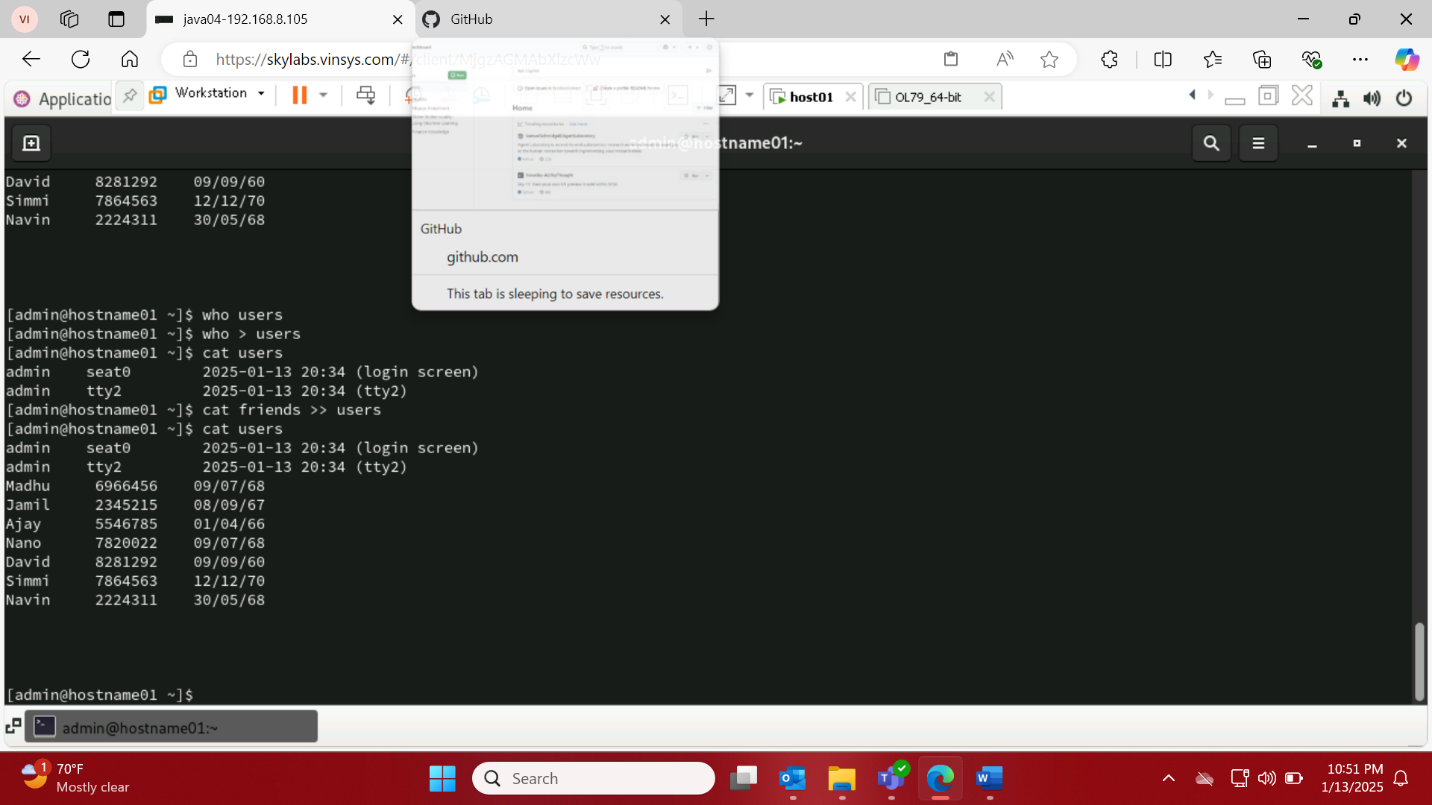 VI
java04-192.168.8.105
GitHub
https://skylabs.vinsys.com/#/client/MjgzAGMAbXlzcWw
Applicatio
Workstation
host01
OL79_64-bit
admin@hostname01:~
Home
GitHub
github.com
This tab is sleeping to save resources.
David 8281292 09/09/60
Simmi 7864563 12/12/70
Navin 2224311 30/05/68
[admin@hostname01 ~]$ who users
[admin@hostname01 ~]$ who > users
[admin@hostname01 ~]$ cat users
admin seat0 2025-01-13 20:34 (login screen)
admin tty2 2025-01-13 20:34 (tty2)
[admin@hostname01 ~]$ cat friends >> users
[admin@hostname01 ~]$ cat users
admin seat0 2025-01-13 20:34 (login screen)
admin tty2 2025-01-13 20:34 (tty2)
Madhu 6966456 09/07/68
Jamil 2345215 08/09/67
Ajay 5546785 01/04/66
Nano 7820022 09/07/68
David 8281292 09/09/60
Simmi 7864563 12/12/70
Navin 2224311 30/05/68
[admin@hostname01 ~]$
admin@hostname01:~
1
70°F
Mostly clear
Search
10:51 PM
1/13/2025